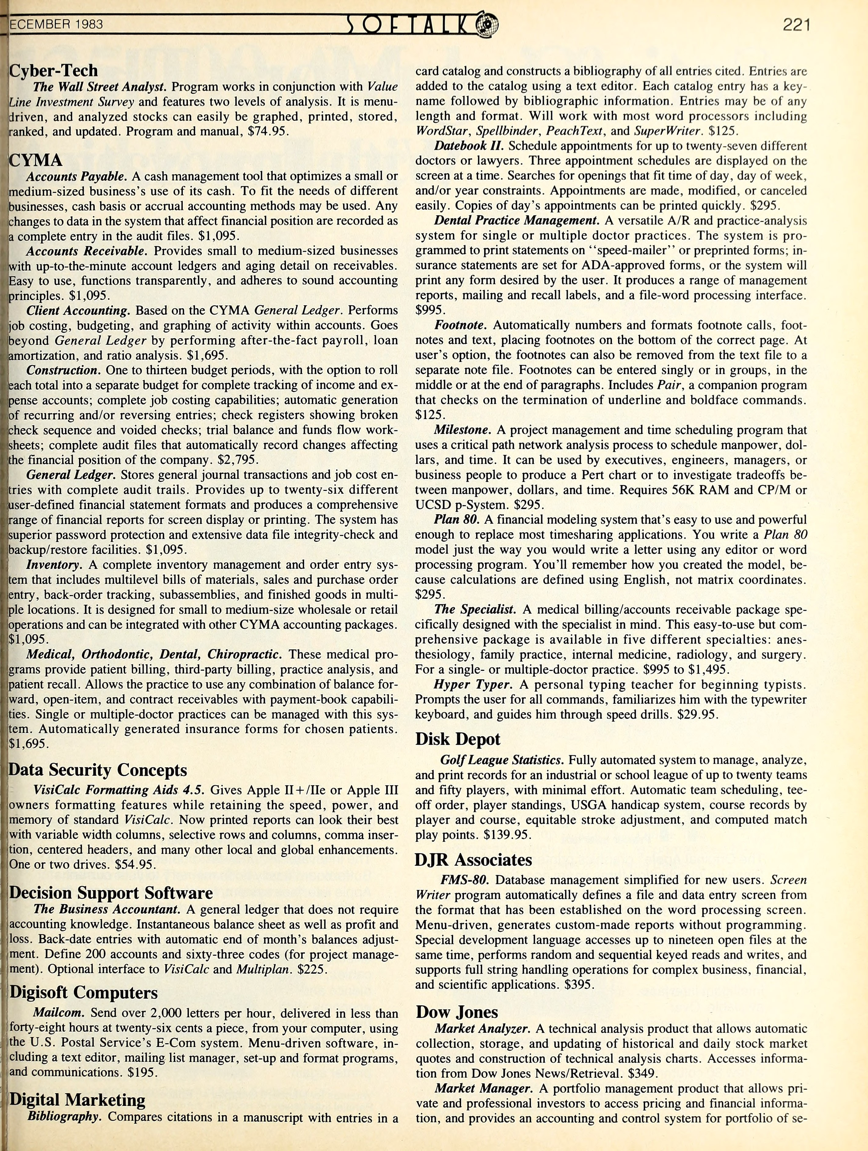 ECEMBER 1983
SOFTALK
221
Cyber-Tech
The Wall Street Analyst. Program works in conjunction with Value
Line Investment Survey and features two levels of analysis. It is menu-
driven, and analyzed stocks can easily be graphed, printed, stored,
ranked, and updated. Program and manual, $74.95.
CYMA
Accounts Payable. A cash management tool that optimizes a small or
medium-sized business's use of its cash. To fit the needs of different
businesses, cash basis or accrual accounting methods may be used. Any
changes to data in the system that affect financial position are recorded as
a complete entry in the audit files. $1,095.
Accounts Receivable. Provides small to medium-sized businesses
with up-to-the-minute account ledgers and aging detail on receivables.
Easy to use, functions transparently, and adheres to sound accounting
principles. $1,095.
Client Accounting. Based on the CYMA General Ledger. Performs
job costing, budgeting, and graphing of activity within accounts. Goes
beyond General Ledger by performing after-the-fact payroll, loan
amortization, and ratio analysis. $1,695.
Construction. One to thirteen budget periods, with the option to roll
each total into a separate budget for complete tracking of income and ex-
pense accounts; complete job costing capabilities; automatic generation
of recurring and/or reversing entries; check registers showing broken
check sequence and voided checks; trial balance and funds flow work-
sheets; complete audit files that automatically record changes affecting
the financial position of the company. $2,795.
General Ledger. Stores general journal transactions and job cost en-
tries with complete audit trails. Provides up to twenty-six different
user-defined financial statement formats and produces a comprehensive
range of financial reports for screen display or printing. The system has
superior password protection and extensive data file integrity-check and
backup/restore facilities. $1,095.
Inventory. A complete inventory management and order entry sys-
tem that includes multilevel bills of materials, sales and purchase order
entry, back-order tracking, subassemblies, and finished goods in multi-
ple locations. It is designed for small to medium-size wholesale or retail
operations and can be integrated with other CYMA accounting packages.
$1,095.
Medical, Orthodontic, Dental, Chiropractic. These medical pro-
grams provide patient billing, third-party billing, practice analysis, and
patient recall. Allows the practice to use any combination of balance for-
ward, open-item, and contract receivables with payment-book capabili-
ties. Single or multiple-doctor practices can be managed with this sys-
tem. Automatically generated insurance forms for chosen patients.
$1,695.
Data Security Concepts
VisiCalc Formatting Aids 4.5. Gives Apple II+/IIe or Apple III
owners formatting features while retaining the speed, power, and
memory of standard VisiCalc. Now printed reports can look their best
with variable width columns, selective rows and columns, comma inser-
tion, centered headers, and many other local and global enhancements.
One or two drives. $54.95.
Decision Support Software
The Business Accountant. A general ledger that does not require
accounting knowledge. Instantaneous balance sheet as well as profit and
loss. Back-date entries with automatic end of month's balances adjust-
ment. Define 200 accounts and sixty-three codes (for project manage-
ment). Optional interface to VisiCalc and Multiplan. $225.
Digisoft Computers
Mailcom. Send over 2,000 letters per hour, delivered in less than
forty-eight hours at twenty-six cents a piece, from your computer, using
the U.S. Postal Service's E-Com system. Menu-driven software, in-
cluding a text editor, mailing list manager, set-up and format programs,
and communications. $195.
Digital Marketing
Bibliography. Compares citations in a manuscript with entries in a
card catalog and constructs a bibliography of all entries cited. Entries are
added to the catalog using a text editor. Each catalog entry has a key-
name followed by bibliographic information. Entries may be of any
length and format. Will work with most word processors including
WordStar, Spellbinder, PeachText, and SuperWriter. $125.
Datebook II. Schedule appointments for up to twenty-seven different
doctors or lawyers. Three appointment schedules are displayed on the
screen at a time. Searches for openings that fit time of day, day of week,
and/or year constraints. Appointments are made, modified, or canceled
easily. Copies of day's appointments can be printed quickly. $295.
Dental Practice Management. A versatile A/R and practice-analysis
system for single or multiple doctor practices. The system is pro-
grammed to print statements on "speed-mailer" or preprinted forms; in-
surance statements are set for ADA-approved forms, or the system will
print any form desired by the user. It produces a range of management
reports, mailing and recall labels, and a file-word processing interface.
$995.
Footnote. Automatically numbers and formats footnote calls, foot-
notes and text, placing footnotes on the bottom of the correct page. At
user's option, the footnotes can also be removed from the text file to a
separate note file. Footnotes can be entered singly or in groups, in the
middle or at the end of paragraphs. Includes Pair, a companion program
that checks on the termination of underline and boldface commands.
$125.
Milestone. A project management and time scheduling program that
uses a critical path network analysis process to schedule manpower, dol-
lars, and time. It can be used by executives, engineers, managers, or
business people to produce a Pert chart or to investigate tradeoffs be-
tween manpower, dollars, and time. Requires 56K RAM and CP/M or
UCSD p-System. $295.
Plan 80. A financial modeling system that's easy to use and powerful
enough to replace most timesharing applications. You write a Plan 80
model just the way you would write a letter using any editor or word
processing program. You'll remember how you created the model, be-
cause calculations are defined using English, not matrix coordinates.
$295.
The Specialist. A medical billing/accounts receivable package spe-
cifically designed with the specialist in mind. This easy-to-use but com-
prehensive package is available in five different specialties: anes-
thesiology, family practice, internal medicine, radiology, and surgery.
For a single- or multiple-doctor practice. $995 to $1,495.
Hyper Typer. A personal typing teacher for beginning typists.
Prompts the user for all commands, familiarizes him with the typewriter
keyboard, and guides him through speed drills. $29.95.
Disk Depot
Golf League Statistics. Fully automated system to manage, analyze,
and print records for an industrial or school league of up to twenty teams
and fifty players, with minimal effort. Automatic team scheduling, tee-
off order, player standings, USGA handicap system, course records by
player and course, equitable stroke adjustment, and computed match
play points. $139.95.
DJR Associates
FMS-80. Database management simplified for new users. Screen
Writer program automatically defines a file and data entry screen from
the format that has been established on the word processing screen.
Menu-driven, generates custom-made reports without programming.
Special development language accesses up to nineteen open files at the
same time, performs random and sequential keyed reads and writes, and
supports full string handling operations for complex business, financial,
and scientific applications. $395.
Dow Jones
Market Analyzer. A technical analysis product that allows automatic
collection, storage, and updating of historical and daily stock market
quotes and construction of technical analysis charts. Accesses informa-
tion from Dow Jones News/Retrieval. $349.
Market Manager. A portfolio management product that allows pri-
vate and professional investors to access pricing and financial informa-
tion, and provides an accounting and control system for portfolio of se-